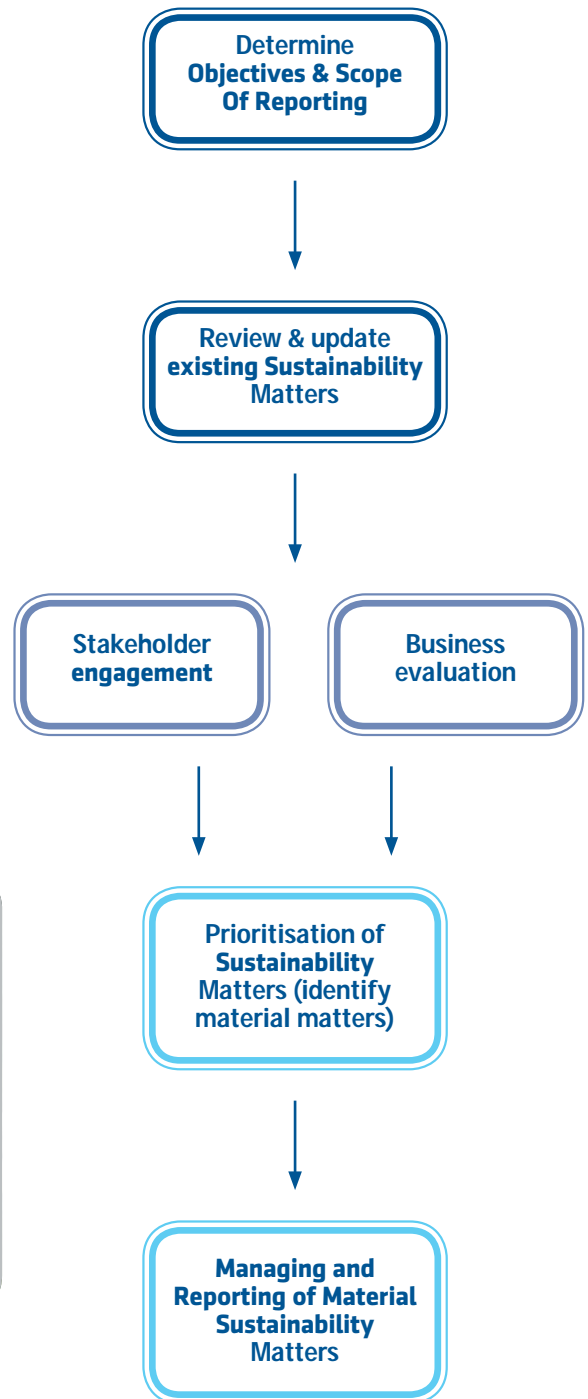 Determine
Objectives & Scope
Of Reporting
Review & update
existing Sustainability
Matters
Stakeholder
engagement
Business
evaluation
Prioritisation of
Sustainability
Matters (identify
material matters)
Managing and
Reporting of Material
Sustainability
Matters